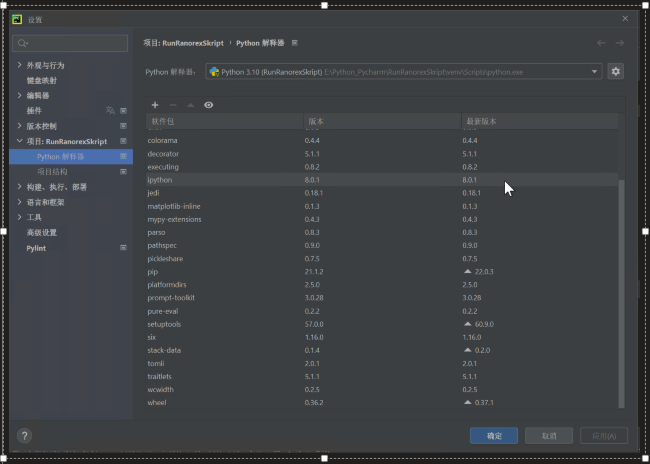 设置
项目: RunRanorexSkript › Python 解释器
外观与行为
键盘映射
编辑器
插件
版本控制
项目: RunRanorexSkript
Python 解释器
项目结构
构建、执行、部署
语言和框架
工具
高级设置
Pylint
Python 解释器: Python 3.10 (RunRanorexSkript) E:\Python_Pycharm\RunRanorexSkript\venv\Scripts\python.exe
软件包 版本 最新版本
colorama 0.4.4 0.4.4
decorator 5.1.1 5.1.1
executing 0.8.2 0.8.2
ipython 8.0.1 8.0.1
jedi 0.18.1 0.18.1
matplotlib-inline 0.1.3 0.1.3
mypy-extensions 0.4.3 0.4.3
parso 0.8.3 0.8.3
pathspec 0.9.0 0.9.0
pickleshare 0.7.5 0.7.5
pip 21.1.2 ▲ 22.0.3
platformdirs 2.5.0 2.5.0
prompt-toolkit 3.0.28 3.0.28
pure-eval 0.2.2 0.2.2
setuptools 57.0.0 ▲ 60.9.0
six 1.16.0 1.16.0
stack-data 0.1.4 ▲ 0.2.0
tomli 2.0.1 2.0.1
traitlets 5.1.1 5.1.1
wcwidth 0.2.5 0.2.5
wheel 0.36.2 ▲ 0.37.1
? 确定 取消 应用(A)